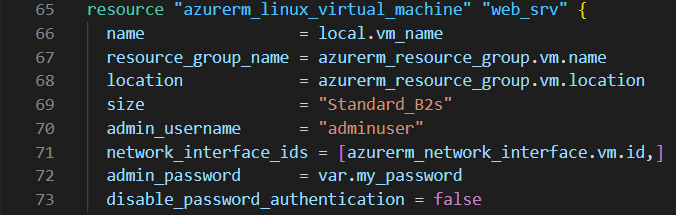 65 resource "azurerm_linux_virtual_machine" "web_srv" {
66   name                = local.vm_name
67   resource_group_name = azurerm_resource_group.vm.name
68   location            = azurerm_resource_group.vm.location
69   size                = "Standard_B2s"
70   admin_username      = "adminuser"
71   network_interface_ids = [azurerm_network_interface.vm.id,]
72   admin_password      = var.my_password
73   disable_password_authentication = false